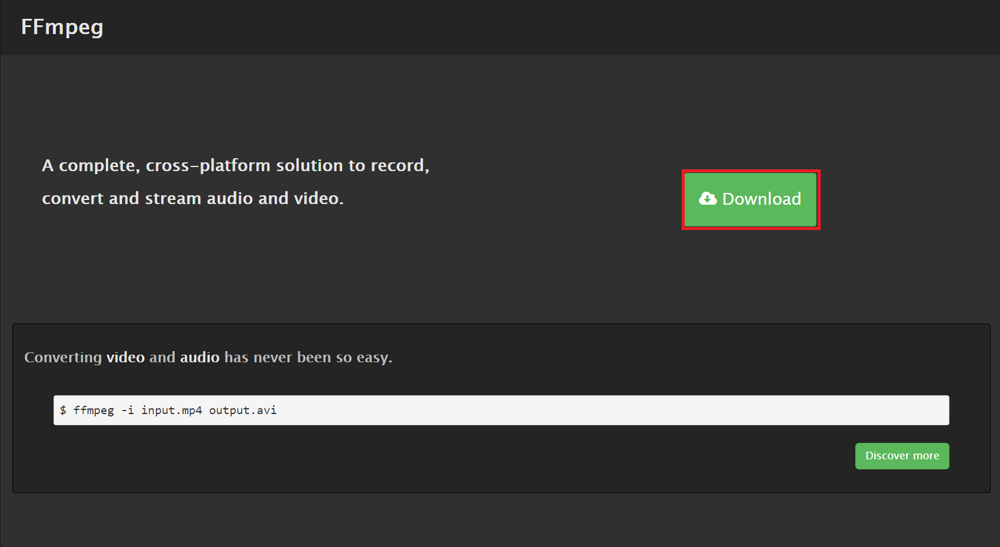 FFmpeg
A complete, cross-platform solution to record,
convert and stream audio and video.
Download
Converting video and audio has never been so easy.
$ ffmpeg -i input.mp4 output.avi
Discover more